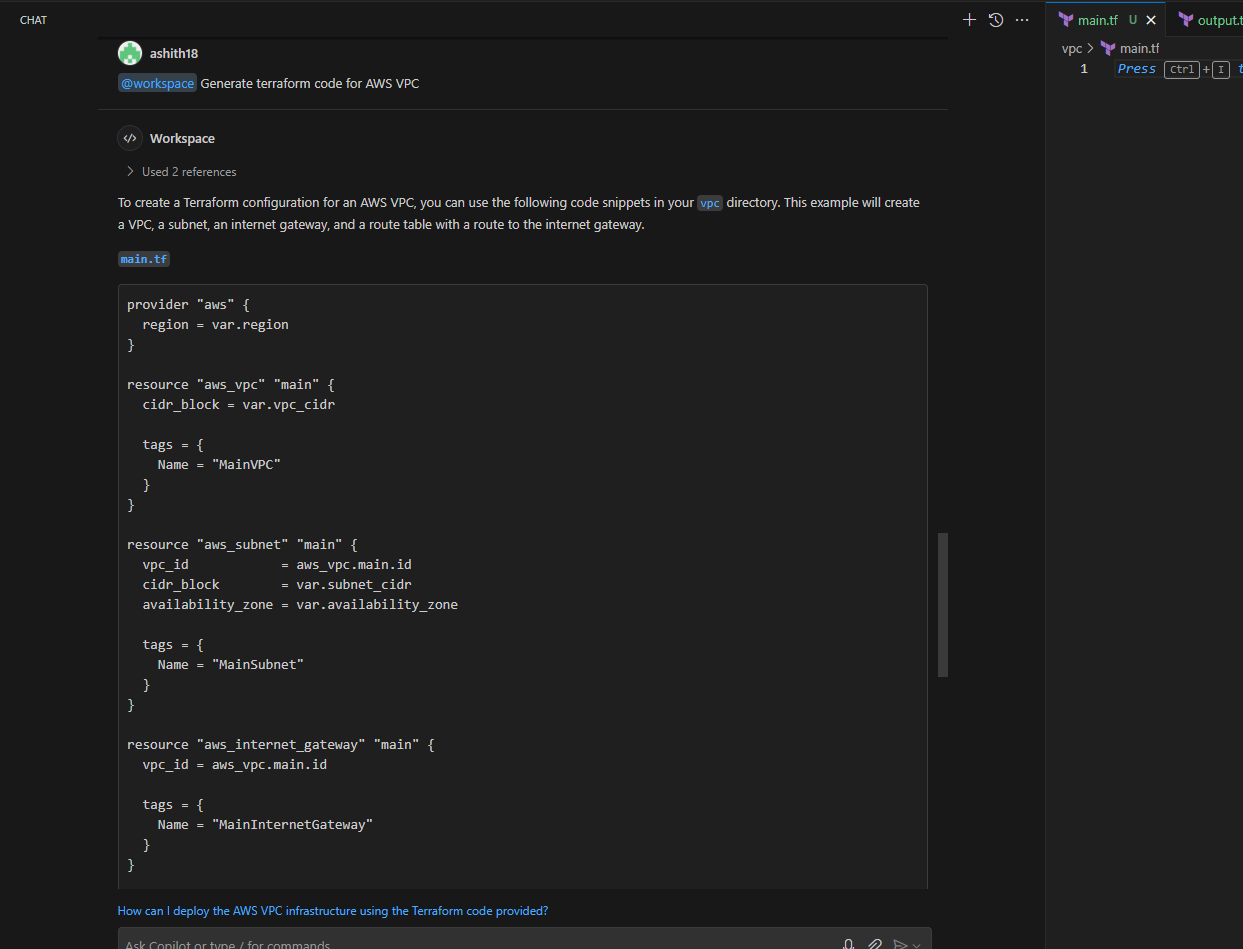 CHAT
ashith18
@workspace Generate terraform code for AWS VPC
Workspace
Used 2 references
To create a Terraform configuration for an AWS VPC, you can use the following code snippets in your vpc directory. This example will create
a VPC, a subnet, an internet gateway, and a route table with a route to the internet gateway.
main.tf
provider "aws" {
  region = var.region
}
resource "aws_vpc" "main" {
  cidr_block = var.vpc_cidr
  tags = {
    Name = "MainVPC"
  }
}
resource "aws_subnet" "main" {
  vpc_id            = aws_vpc.main.id
  cidr_block        = var.subnet_cidr
  availability_zone = var.availability_zone
  tags = {
    Name = "MainSubnet"
  }
}
resource "aws_internet_gateway" "main" {
  vpc_id = aws_vpc.main.id
  tags = {
    Name = "MainInternetGateway"
  }
}
How can I deploy the AWS VPC infrastructure using the Terraform code provided?
Ask Copilot or type / for commands
main.tf U
output.t
vpc > main.tf
1 Press Ctrl+I t